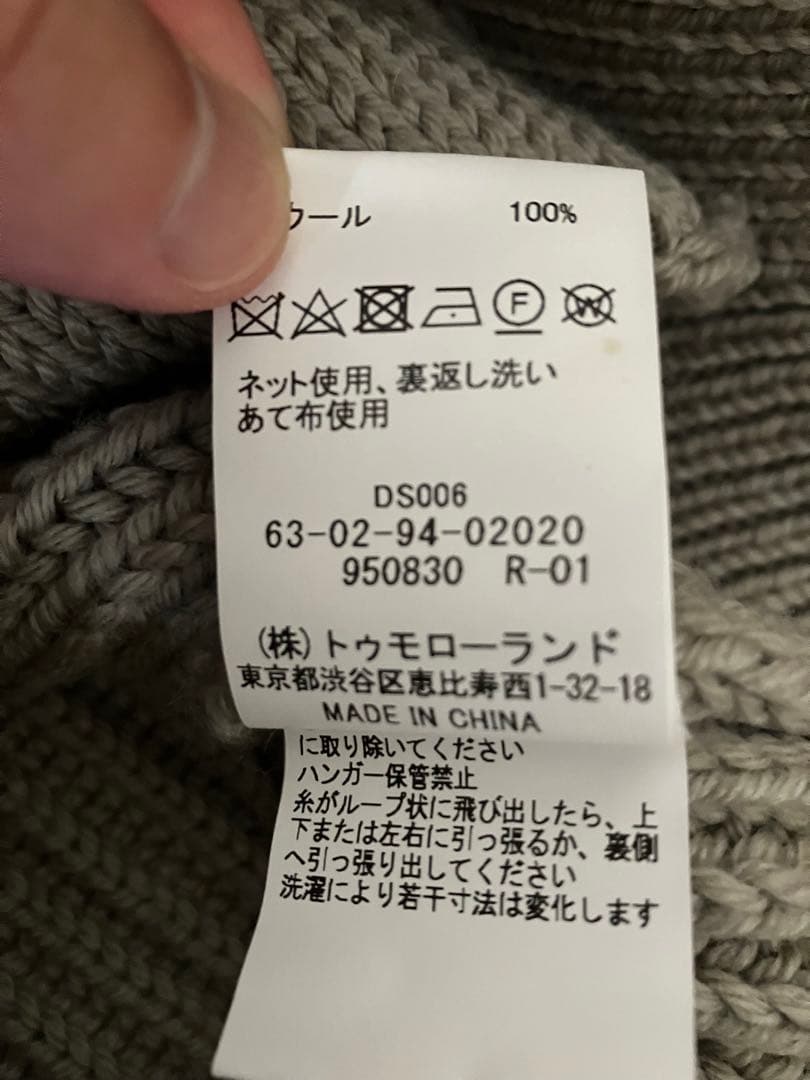 ウール 100%
F W
ネット使用、裏返し洗い
あて布使用
DS006
63-02-94-02020
950830 R-01
(株)トゥモローランド
東京都渋谷区恵比寿西1-32-18
MADE IN CHINA
に取り除いてください
ハンガー保管禁止
糸がループ状に飛び出したら、上
下または左右に引っ張るか、裏側
へ引っ張り出してください
洗濯により若干寸法は変化します